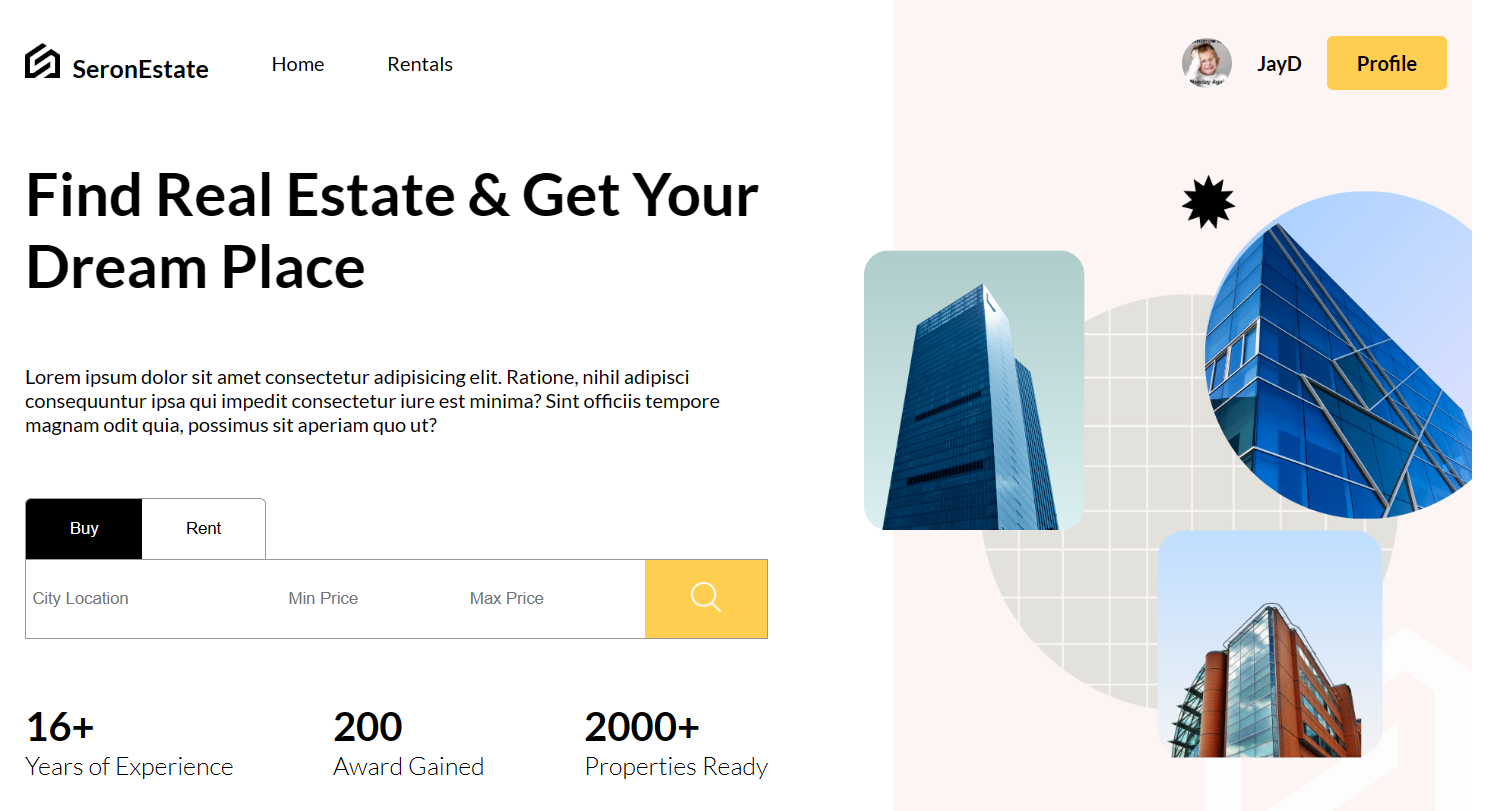 SeronEstate
Home
Rentals
JayD
Profile
Find Real Estate & Get Your
Dream Place
Lorem ipsum dolor sit amet consectetur adipisicing elit. Ratione, nihil adipisci
consequuntur ipsa qui impedit consectetur iure est minima? Sint officiis tempore
magnam odit quia, possimus sit aperiam quo ut?
Buy
Rent
City Location
Min Price
Max Price
16+
Years of Experience
200
Award Gained
2000+
Properties Ready